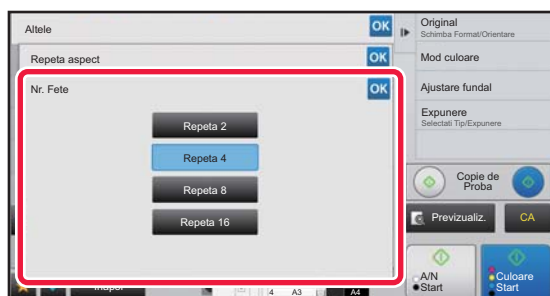 Altele
OK
Repeta aspect
OK
Nr. Fete
OK
Repeta 2
Repeta 4
Repeta 8
Repeta 16
4
A3
A4
Original
Schimba Format/Orientare
Mod culoare
Ajustare fundal
Expunere
Selectati Tip/Expunere
Copie de
Proba
Previzualiz.
CA
A/N
Start
Culoare
Start